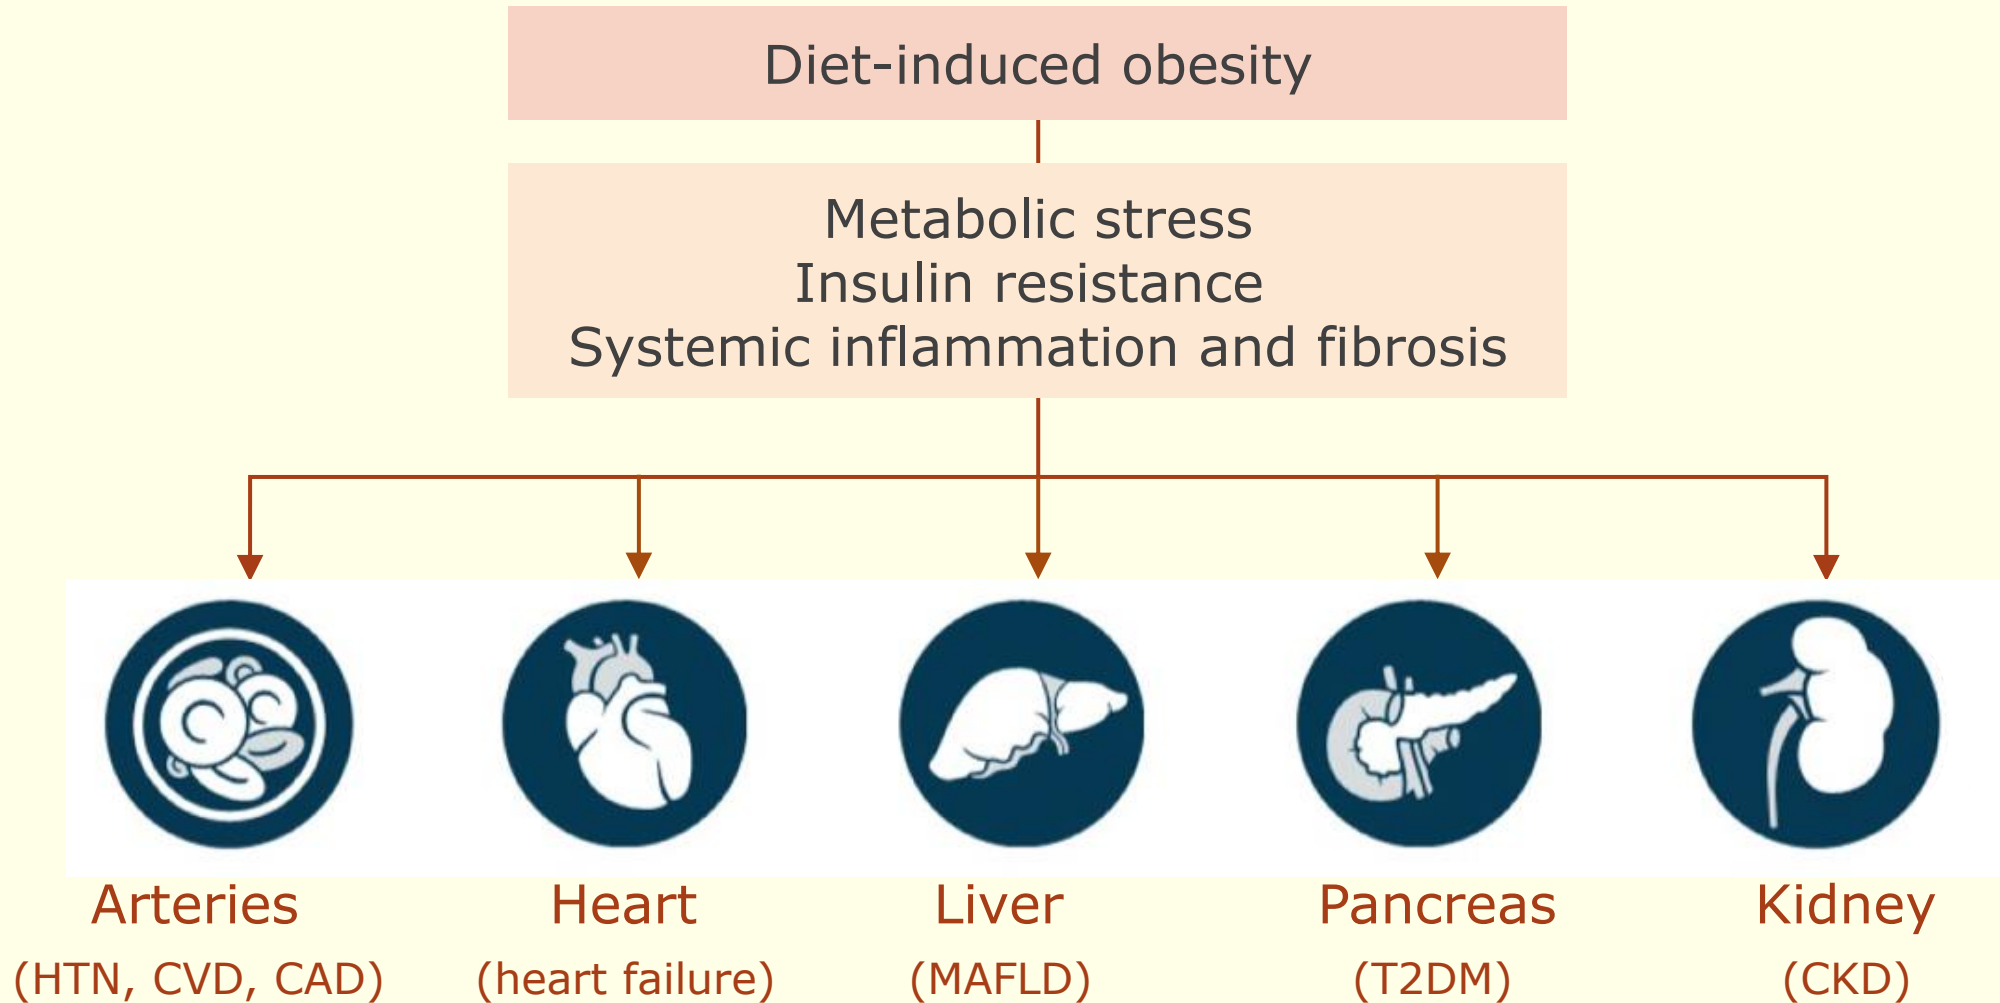 Diet-induced obesity
Metabolic stress
Insulin resistance
Systemic inflammation and fibrosis
Arteries
(HTN, CVD, CAD)
Heart
(heart failure)
Liver
(MAFLD)
Pancreas
(T2DM)
Kidney
(CKD)